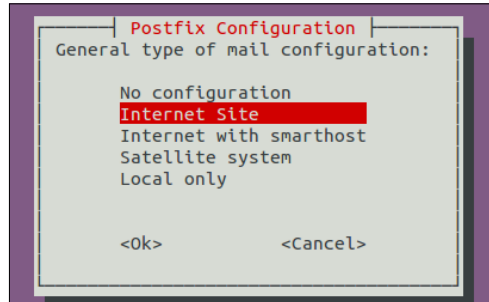 Postfix Configuration
General type of mail configuration:
No configuration
Internet Site
Internet with smarthost
Satellite system
Local only
<Ok> <Cancel>